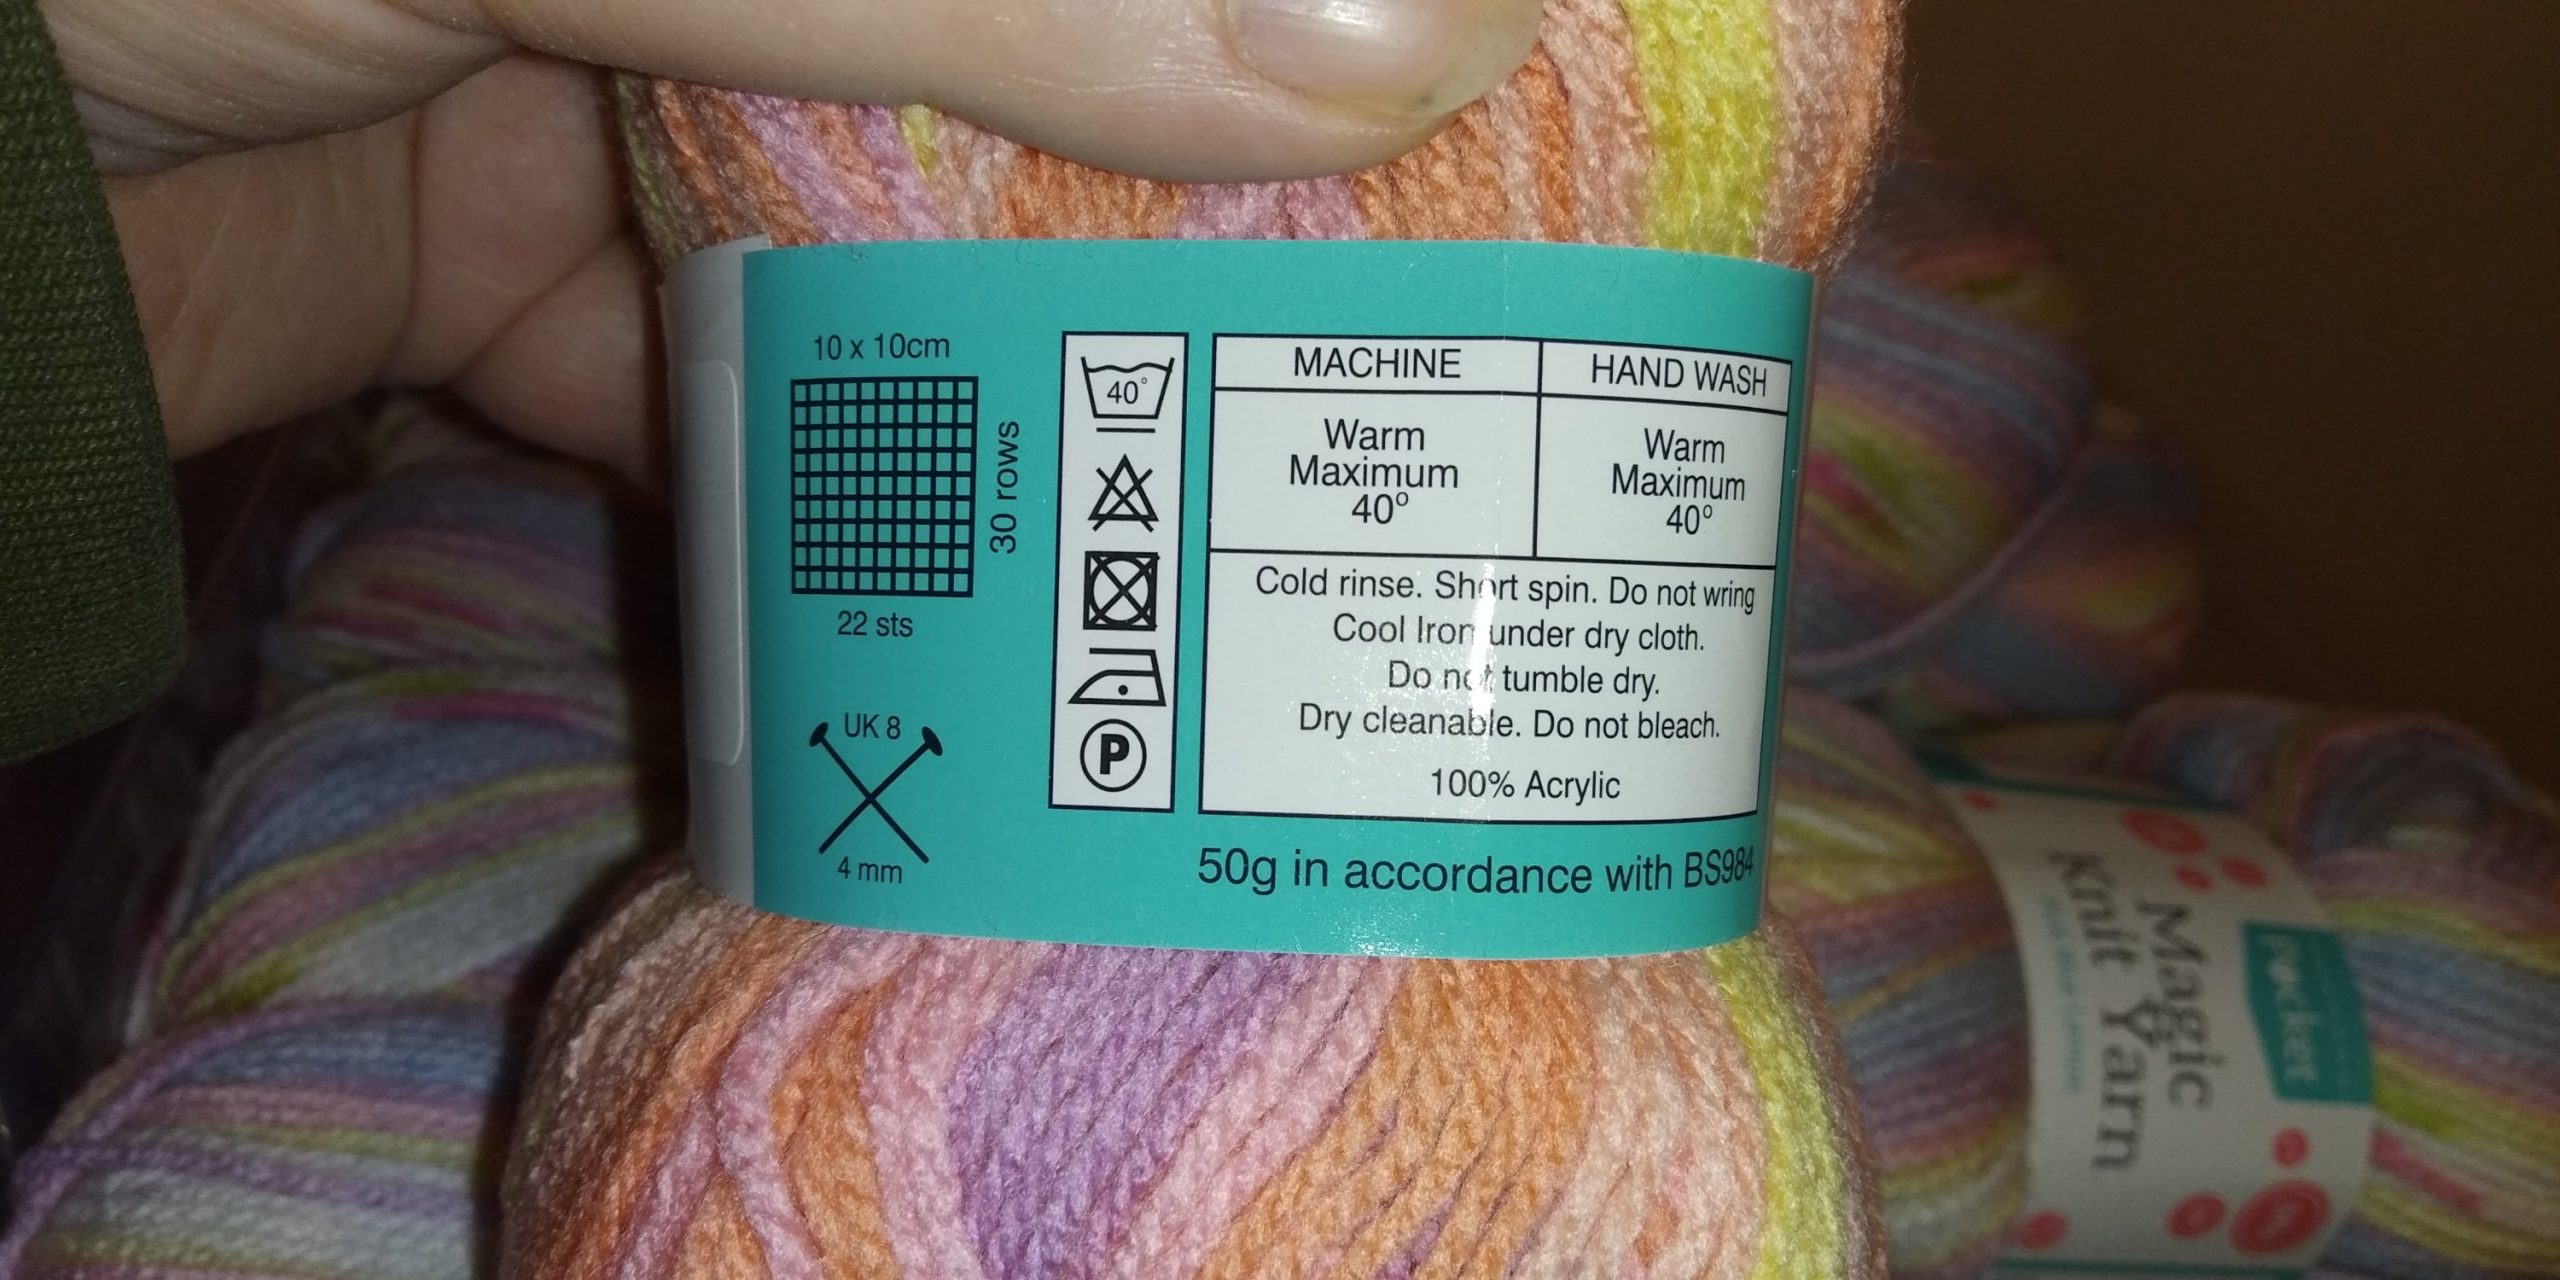 10 x 10cm
30 rows
22 sts
UK 8
4 mm
40°
P
MACHINE
HAND WASH
Warm
Maximum
40°
Warm
Maximum
40°
Cold rinse. Short spin. Do not wring
Cool Iron under dry cloth.
Do not tumble dry.
Dry cleanable. Do not bleach.
100% Acrylic
50g in accordance with BS984
Magic
Knit Yarn
Pocket